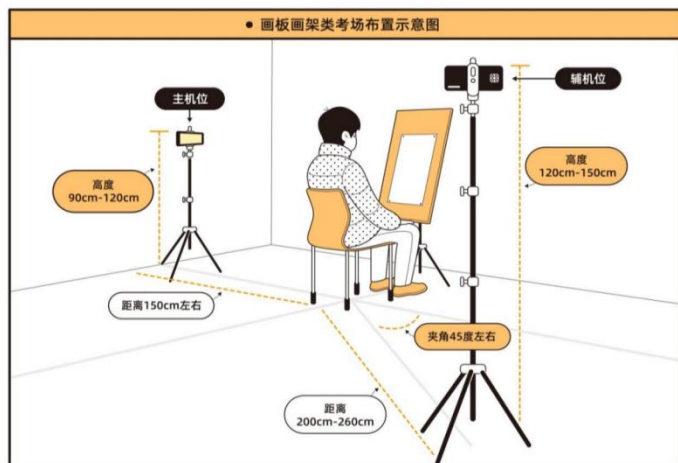 画板画架类考场布置示意图
主机位
辅机位
高度
90cm-120cm
高度
120cm-150cm
距离150cm左右
夹角45度左右
距离
200cm-260cm